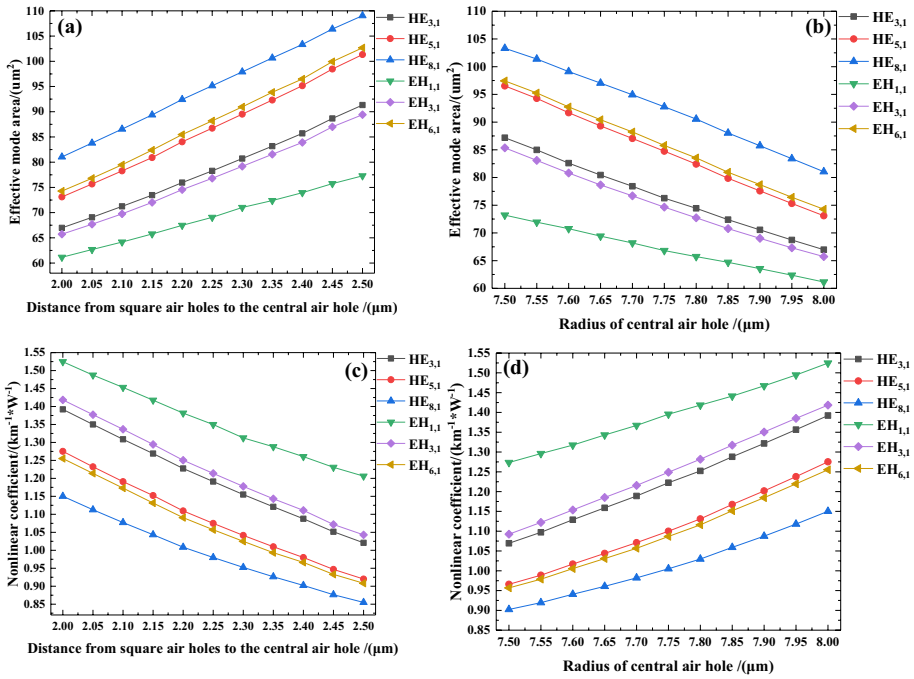 (a)
Effective mode area/(um²)
110
105
100
95
90
85
80
75
70
65
60
2.00 2.05 2.10 2.15 2.20 2.25 2.30 2.35 2.40 2.45 2.50
Distance from square air holes to the central air hole /(μm)
HE3,1
HE5,1
HE8,1
EH1,1
EH3,1
EH6,1
(b)
Effective mode area/(um²)
110
105
100
95
90
85
80
75
70
65
60
7.50 7.55 7.60 7.65 7.70 7.75 7.80 7.85 7.90 7.95 8.00
Radius of central air hole /(μm)
HE3,1
HE5,1
HE8,1
EH1,1
EH3,1
EH6,1
(c)
Nonlinear coefficient/(km⁻¹*W⁻¹)
1.55
1.50
1.45
1.40
1.35
1.30
1.25
1.20
1.15
1.10
1.05
1.00
0.95
0.90
0.85
2.00 2.05 2.10 2.15 2.20 2.25 2.30 2.35 2.40 2.45 2.50
Distance from square air holes to the central air hole /(μm)
HE3,1
HE5,1
HE8,1
EH1,1
EH3,1
EH6,1
(d)
Nonlinear coefficient/(km⁻¹*W⁻¹)
1.55
1.50
1.45
1.40
1.35
1.30
1.25
1.20
1.15
1.10
1.05
1.00
0.95
0.90
0.85
7.50 7.55 7.60 7.65 7.70 7.75 7.80 7.85 7.90 7.95 8.00
Radius of central air hole /(μm)
HE3,1
HE5,1
HE8,1
EH1,1
EH3,1
EH6,1